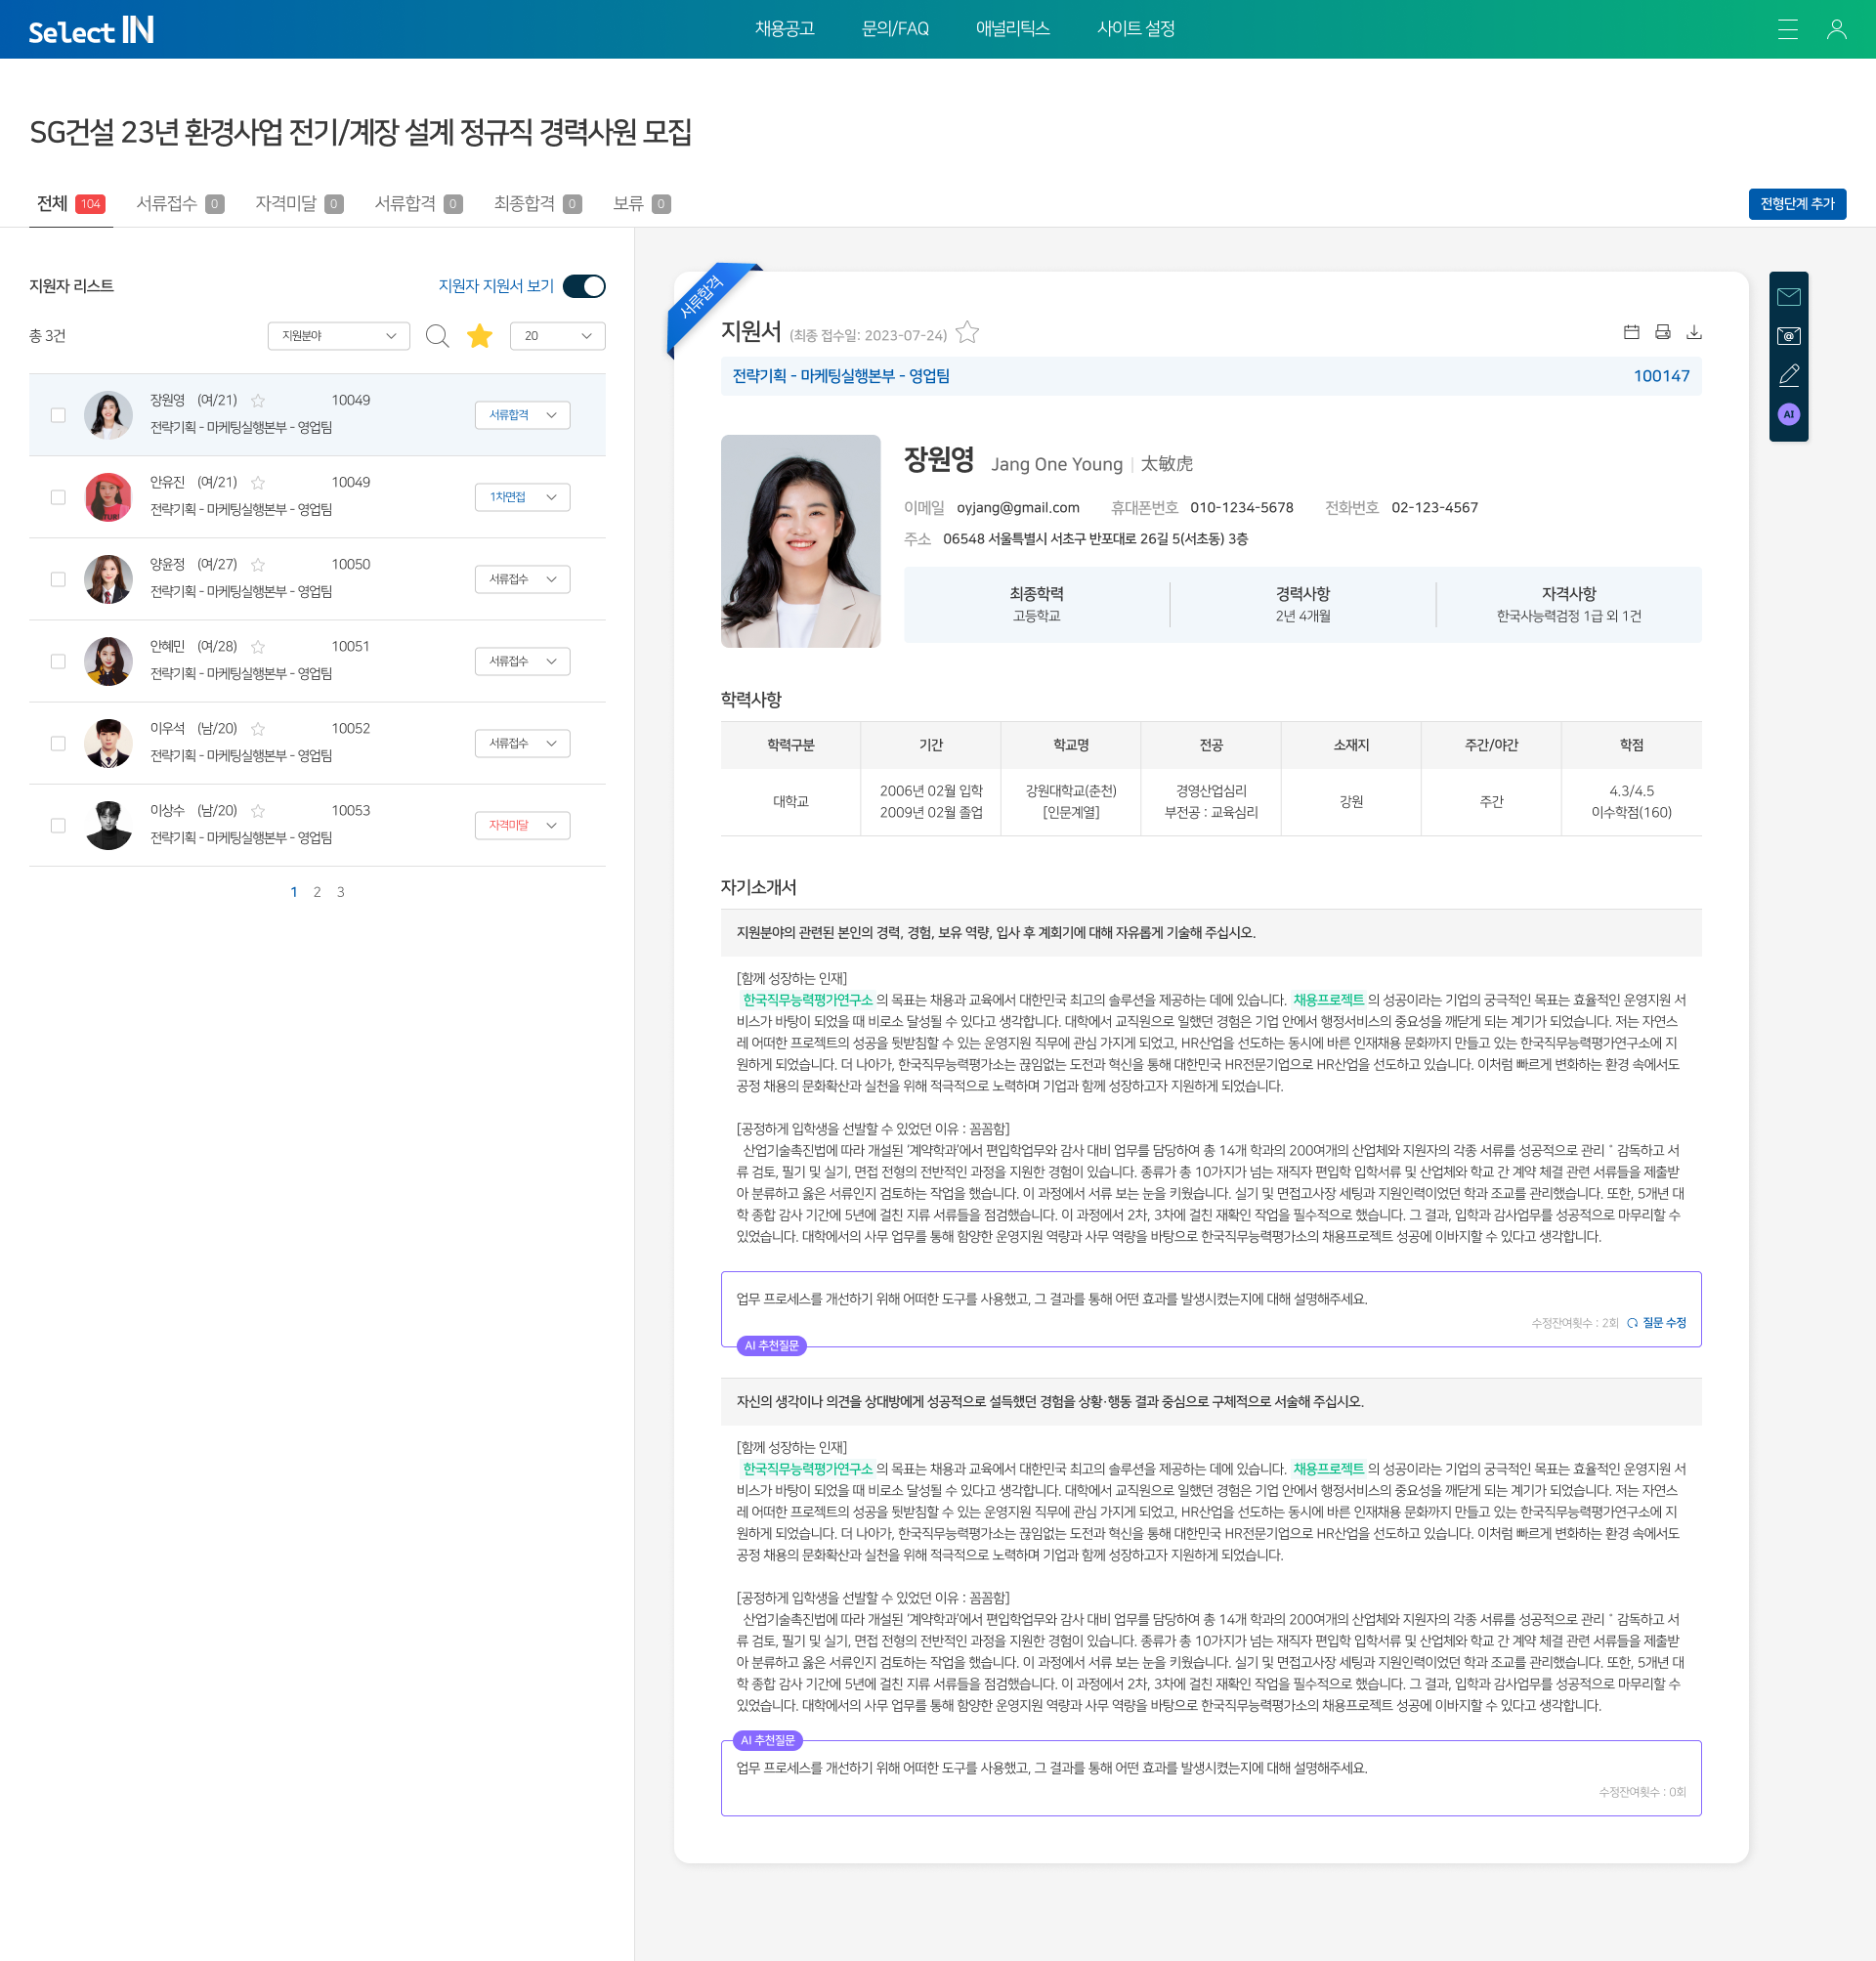 Select IN
채용공고
문의/FAQ
애널리틱스
사이트 설정
SG건설 23년 환경사업 전기/계장 설계 정규직 경력사원 모집
전체 104
서류접수 0
자격미달 0
서류합격 0
최종합격 0
보류 0
전형단계 추가
지원자 리스트
지원자 지원서 보기
총 3건
지원분야
20
장원영 (여/21) 10049
전략기획 - 마케팅실행본부 - 영업팀
서류합격
안유진 (여/21) 10049
전략기획 - 마케팅실행본부 - 영업팀
1차면접
양윤정 (여/27) 10050
전략기획 - 마케팅실행본부 - 영업팀
서류접수
안혜민 (여/28) 10051
전략기획 - 마케팅실행본부 - 영업팀
서류접수
이우석 (남/20) 10052
전략기획 - 마케팅실행본부 - 영업팀
서류접수
이상수 (남/20) 10053
전략기획 - 마케팅실행본부 - 영업팀
자격미달
1 2 3
서류합격
지원서 (최종 접수일: 2023-07-24)
전략기획 - 마케팅실행본부 - 영업팀 100147
AI
장원영 Jang One Young | 太敏虎
이메일 oyjang@gmail.com 휴대폰번호 010-1234-5678 전화번호 02-123-4567
주소 06548 서울특별시 서초구 반포대로 26길 5(서초동) 3층
최종학력 경력사항 자격사항
고등학교 2년 4개월 한국사능력검정 1급 외 1건
학력사항
학력구분 기간 학교명 전공 소재지 주간/야간 학점
대학교
2006년 02월 입학
2009년 02월 졸업
강원대학교(춘천)
[인문계열]
경영산업심리
부전공 : 교육심리
강원
주간
4.3/4.5
이수학점(160)
자기소개서
지원분야의 관련된 본인의 경력, 경험, 보유 역량, 입사 후 계회기에 대해 자유롭게 기술해 주십시오.
[함께 성장하는 인재]
한국직무능력평가연구소의 목표는 채용과 교육에서 대한민국 최고의 솔루션을 제공하는 데에 있습니다. 채용프로젝트의 성공이라는 기업의 궁극적인 목표는 효율적인 운영지원 서
비스가 바탕이 되었을 때 비로소 달성될 수 있다고 생각합니다. 대학에서 교직원으로 일했던 경험은 기업 안에서 행정서비스의 중요성을 깨닫게 되는 계기가 되었습니다. 저는 자연스
레 어떠한 프로젝트의 성공을 뒷받침할 수 있는 운영지원 직무에 관심 가지게 되었고, HR산업을 선도하는 동시에 바른 인재채용 문화까지 만들고 있는 한국직무능력평가연구소에 지
원하게 되었습니다. 더 나아가, 한국직무능력평가소는 끊임없는 도전과 혁신을 통해 대한민국 HR전문기업으로 HR산업을 선도하고 있습니다. 이처럼 빠르게 변화하는 환경 속에서도
공정 채용의 문화확산과 실천을 위해 적극적으로 노력하며 기업과 함께 성장하고자 지원하게 되었습니다.
[공정하게 입학생을 선발할 수 있었던 이유 : 꼼꼼함]
산업기술촉진법에 따라 개설된 ‘계약학과’에서 편입학업무와 감사 대비 업무를 담당하여 총 14개 학과의 200여개의 산업체와 지원자의 각종 서류를 성공적으로 관리 ˚ 감독하고 서
류 검토, 필기 및 실기, 면접 전형의 전반적인 과정을 지원한 경험이 있습니다. 종류가 총 10가지가 넘는 재직자 편입학 입학서류 및 산업체와 학교 간 계약 체결 관련 서류들을 제출받
아 분류하고 옳은 서류인지 검토하는 작업을 했습니다. 이 과정에서 서류 보는 눈을 키웠습니다. 실기 및 면접고사장 세팅과 지원인력이었던 학과 조교를 관리했습니다. 또한, 5개년 대
학 종합 감사 기간에 5년에 걸친 지류 서류들을 점검했습니다. 이 과정에서 2차, 3차에 걸친 재확인 작업을 필수적으로 했습니다. 그 결과, 입학과 감사업무를 성공적으로 마무리할 수
있었습니다. 대학에서의 사무 업무를 통해 함양한 운영지원 역량과 사무 역량을 바탕으로 한국직무능력평가소의 채용프로젝트 성공에 이바지할 수 있다고 생각합니다.
업무 프로세스를 개선하기 위해 어떠한 도구를 사용했고, 그 결과를 통해 어떤 효과를 발생시켰는지에 대해 설명해주세요.
수정잔여횟수 : 2회 질문 수정
AI 추천질문
자신의 생각이나 의견을 상대방에게 성공적으로 설득했던 경험을 상황·행동 결과 중심으로 구체적으로 서술해 주십시오.
[함께 성장하는 인재]
한국직무능력평가연구소의 목표는 채용과 교육에서 대한민국 최고의 솔루션을 제공하는 데에 있습니다. 채용프로젝트의 성공이라는 기업의 궁극적인 목표는 효율적인 운영지원 서
비스가 바탕이 되었을 때 비로소 달성될 수 있다고 생각합니다. 대학에서 교직원으로 일했던 경험은 기업 안에서 행정서비스의 중요성을 깨닫게 되는 계기가 되었습니다. 저는 자연스
레 어떠한 프로젝트의 성공을 뒷받침할 수 있는 운영지원 직무에 관심 가지게 되었고, HR산업을 선도하는 동시에 바른 인재채용 문화까지 만들고 있는 한국직무능력평가연구소에 지
원하게 되었습니다. 더 나아가, 한국직무능력평가소는 끊임없는 도전과 혁신을 통해 대한민국 HR전문기업으로 HR산업을 선도하고 있습니다. 이처럼 빠르게 변화하는 환경 속에서도
공정 채용의 문화확산과 실천을 위해 적극적으로 노력하며 기업과 함께 성장하고자 지원하게 되었습니다.
[공정하게 입학생을 선발할 수 있었던 이유 : 꼼꼼함]
산업기술촉진법에 따라 개설된 ‘계약학과’에서 편입학업무와 감사 대비 업무를 담당하여 총 14개 학과의 200여개의 산업체와 지원자의 각종 서류를 성공적으로 관리 ˚ 감독하고 서
류 검토, 필기 및 실기, 면접 전형의 전반적인 과정을 지원한 경험이 있습니다. 종류가 총 10가지가 넘는 재직자 편입학 입학서류 및 산업체와 학교 간 계약 체결 관련 서류들을 제출받
아 분류하고 옳은 서류인지 검토하는 작업을 했습니다. 이 과정에서 서류 보는 눈을 키웠습니다. 실기 및 면접고사장 세팅과 지원인력이었던 학과 조교를 관리했습니다. 또한, 5개년 대
학 종합 감사 기간에 5년에 걸친 지류 서류들을 점검했습니다. 이 과정에서 2차, 3차에 걸친 재확인 작업을 필수적으로 했습니다. 그 결과, 입학과 감사업무를 성공적으로 마무리할 수
있었습니다. 대학에서의 사무 업무를 통해 함양한 운영지원 역량과 사무 역량을 바탕으로 한국직무능력평가소의 채용프로젝트 성공에 이바지할 수 있다고 생각합니다.
AI 추천질문
업무 프로세스를 개선하기 위해 어떠한 도구를 사용했고, 그 결과를 통해 어떤 효과를 발생시켰는지에 대해 설명해주세요.
수정잔여횟수 : 0회